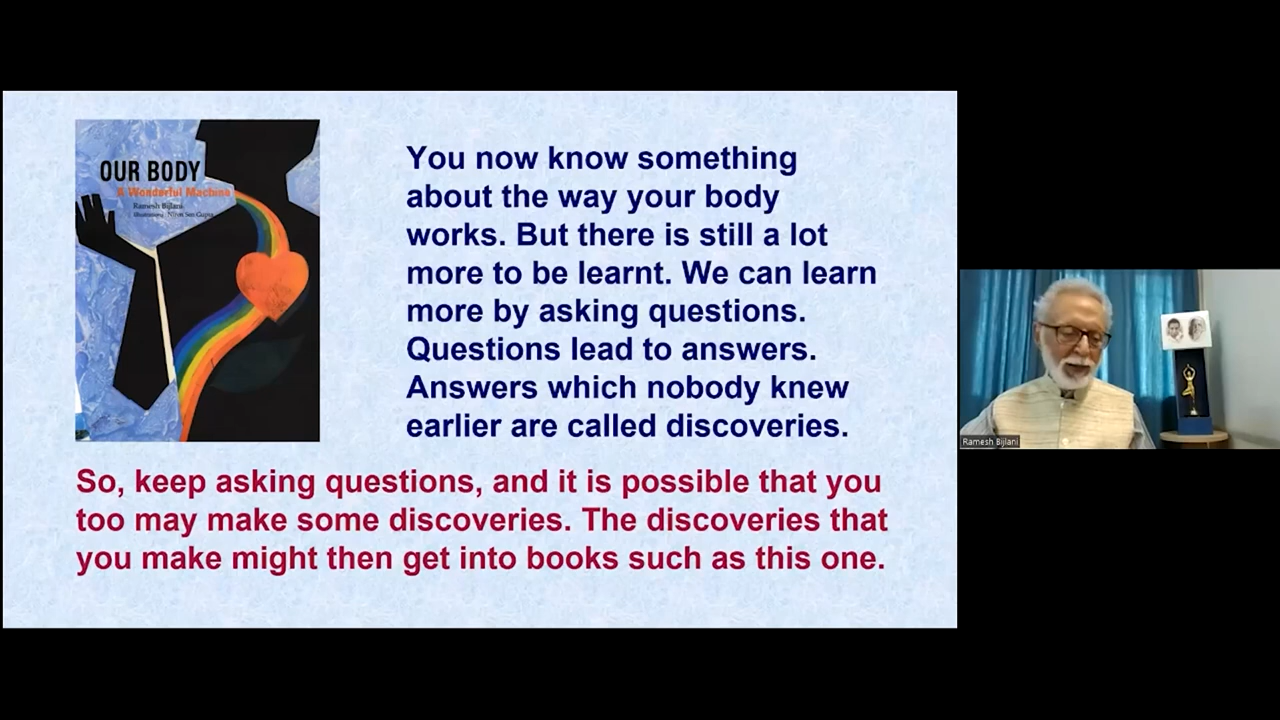 OUR BODY
A Wonderful Machine
Ramesh Bijlani
You now know something
about the way your body
works. But there is still a lot
more to be learnt. We can learn
more by asking questions.
Questions lead to answers.
Answers which nobody knew
earlier are called discoveries.
So, keep asking questions, and it is possible that you
too may make some discoveries. The discoveries that
you make might then get into books such as this one.
Ramesh Bijlani